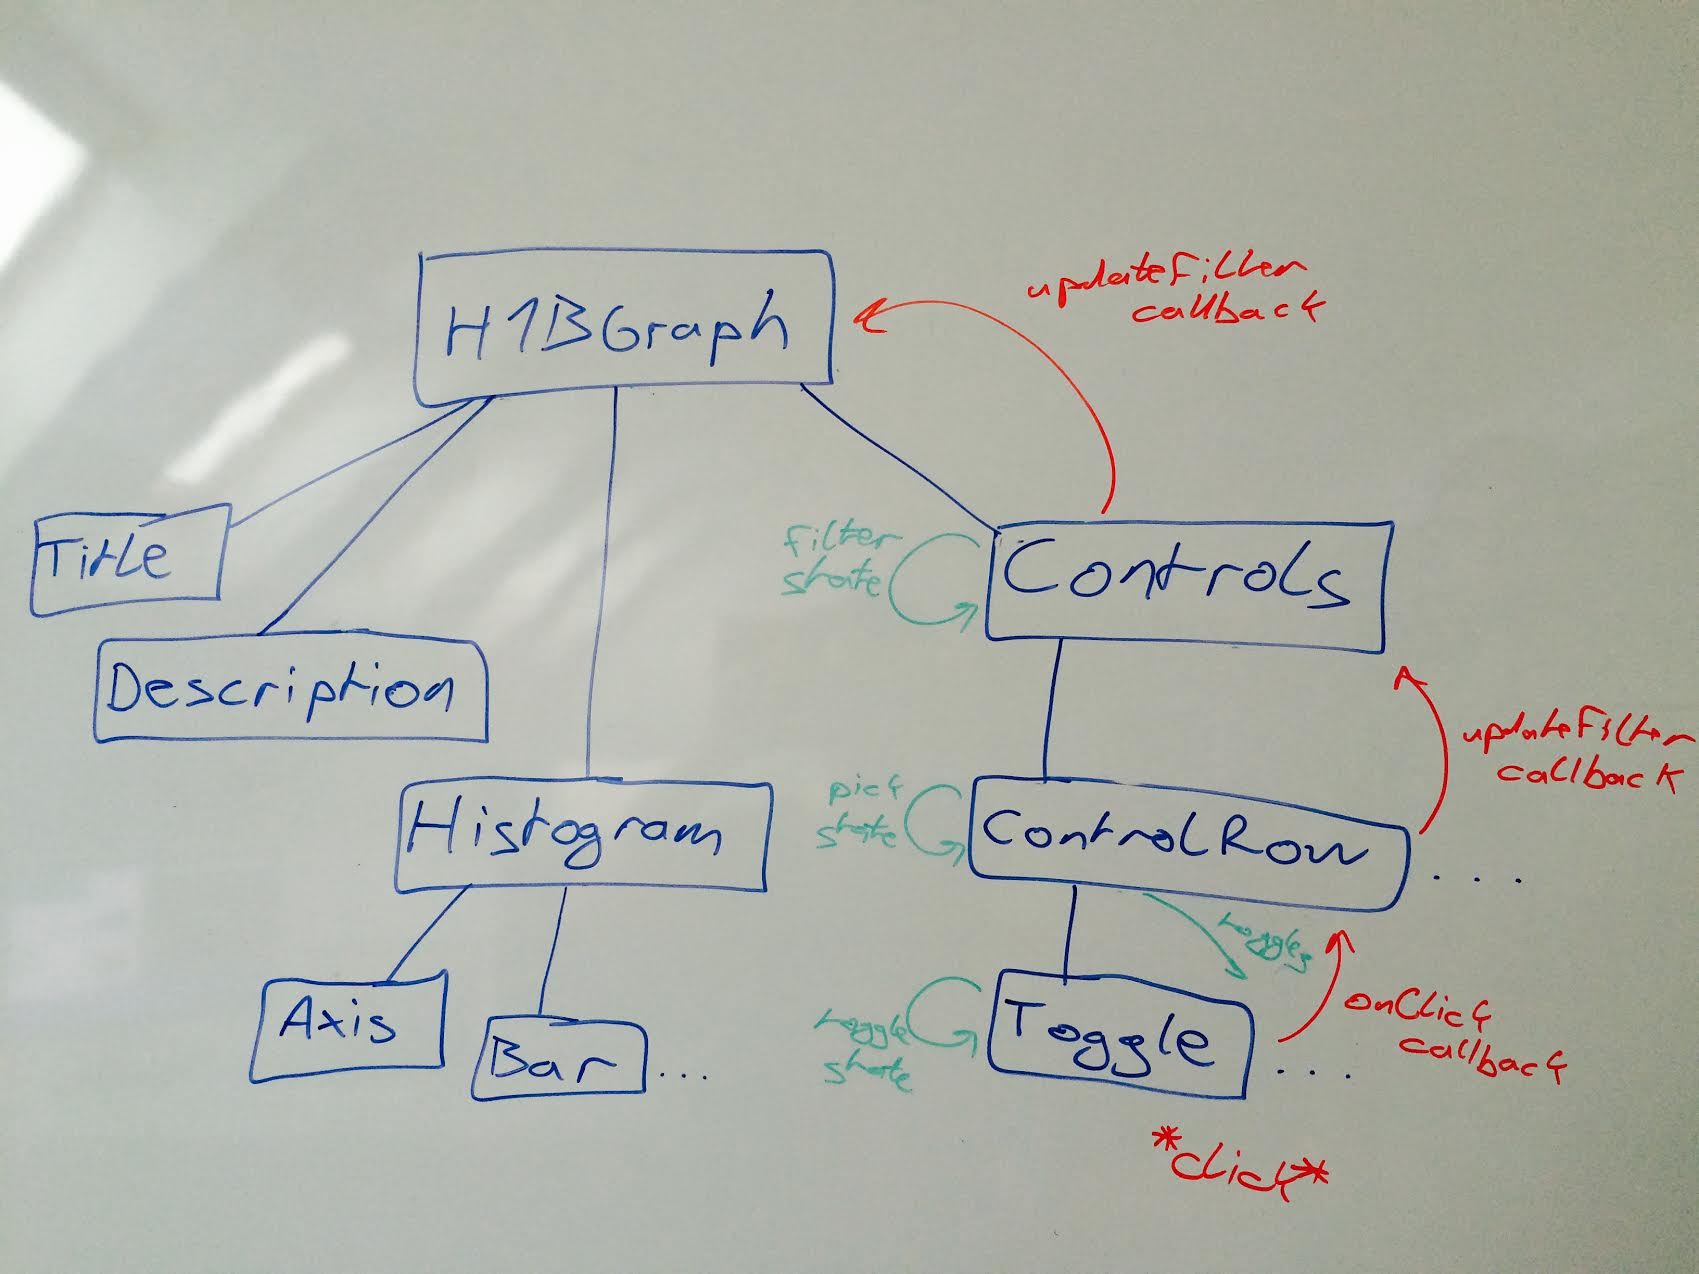 H1BGraph
updateFilter
callback
Title
filter
state
Controls
Description
updateFilter
callback
pick
state
Histogram
ControlRow
. . .
toggles
Axis
Bar
...
toggle
state
Toggle
. . .
onClick
callback
*click*